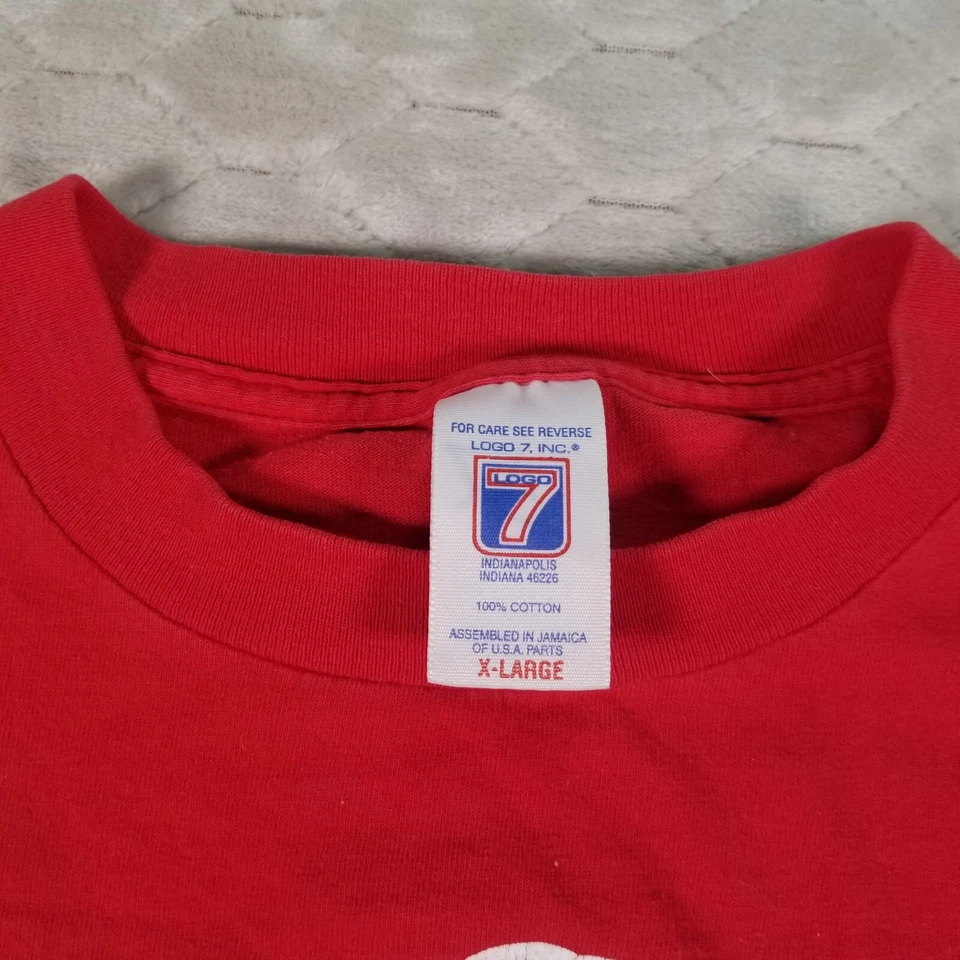 FOR CARE SEE REVERSE
LOGO 7, INC.®
LOGO
7
INDIANAPOLIS
INDIANA 46226
100% COTTON
ASSEMBLED IN JAMAICA
OF U.S.A. PARTS
X-LARGE